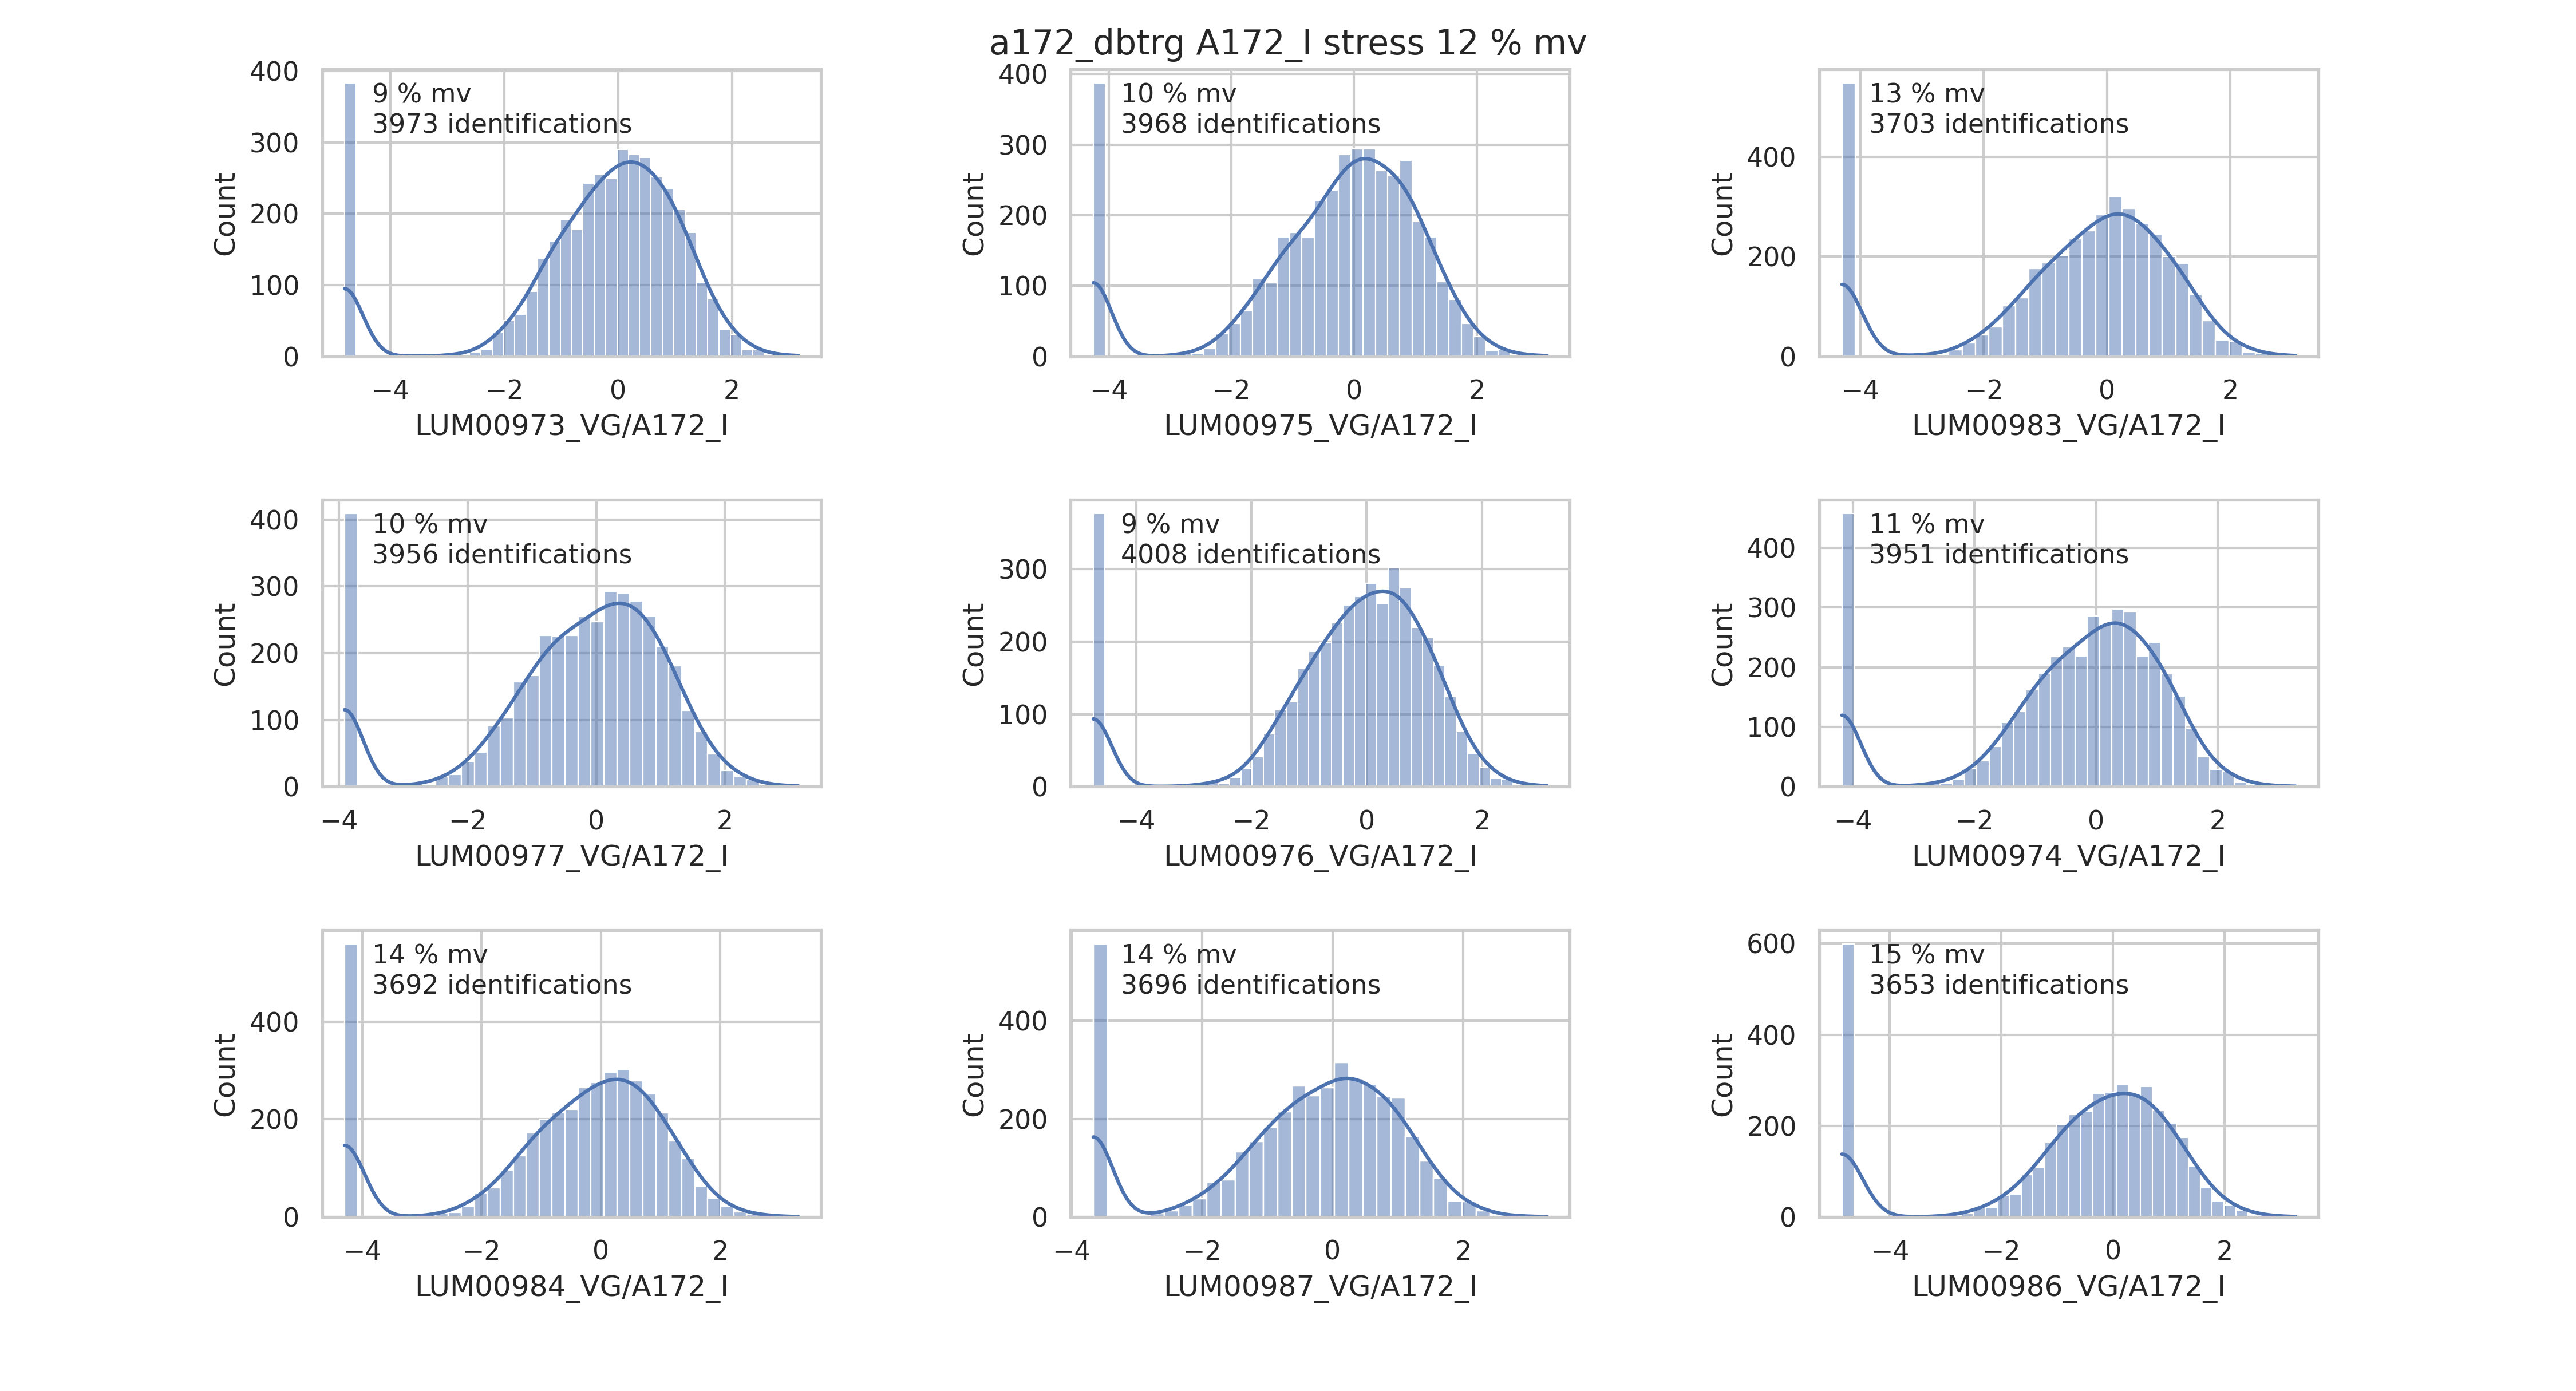 a172_dbtrg A172_I stress 12 % mv
400
300
200
100
0
Count
9 % mv
3973 identifications
−4 −2 0 2
LUM00973_VG/A172_I
400
300
200
100
0
Count
10 % mv
3968 identifications
−4 −2 0 2
LUM00975_VG/A172_I
400
200
0
Count
13 % mv
3703 identifications
−4 −2 0 2
LUM00983_VG/A172_I
400
300
200
100
0
Count
10 % mv
3956 identifications
−4 −2 0 2
LUM00977_VG/A172_I
300
200
100
0
Count
9 % mv
4008 identifications
−4 −2 0 2
LUM00976_VG/A172_I
400
300
200
100
0
Count
11 % mv
3951 identifications
−4 −2 0 2
LUM00974_VG/A172_I
400
200
0
Count
14 % mv
3692 identifications
−4 −2 0 2
LUM00984_VG/A172_I
400
200
0
Count
14 % mv
3696 identifications
−4 −2 0 2
LUM00987_VG/A172_I
600
400
200
0
Count
15 % mv
3653 identifications
−4 −2 0 2
LUM00986_VG/A172_I